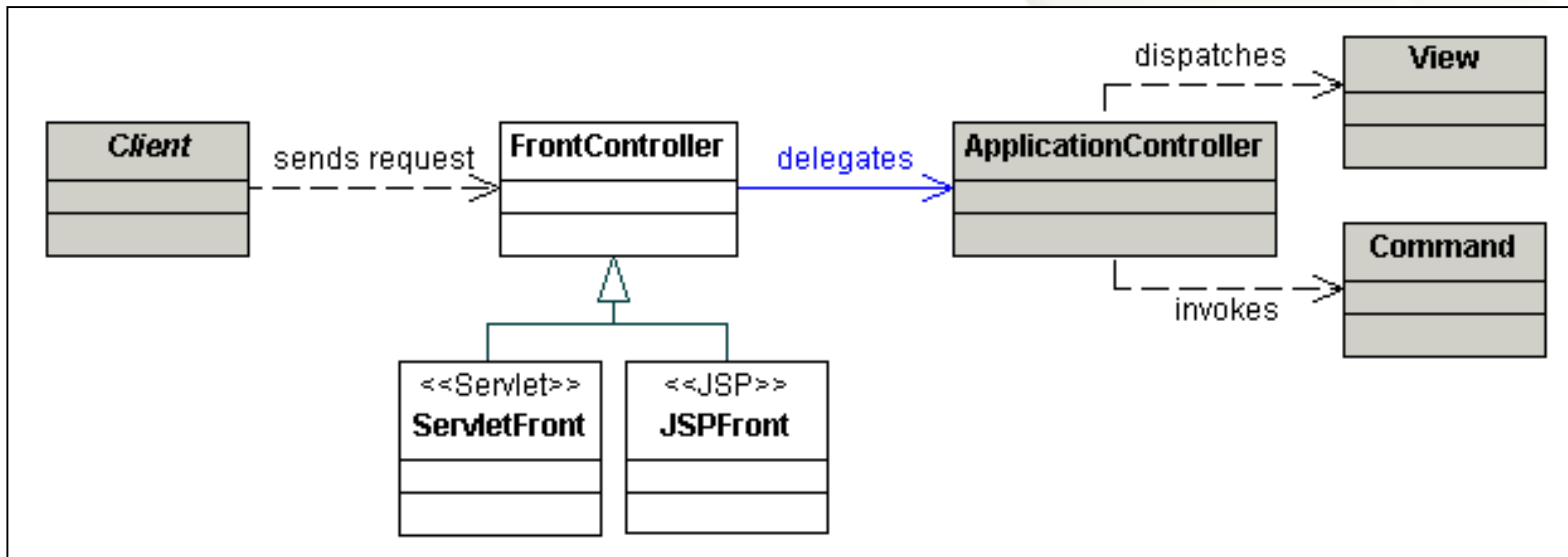 Client
sends request
FrontController
delegates
ApplicationController
dispatches
View
invokes
Command
<<Servlet>>
ServletFront
<<JSP>>
JSPFront